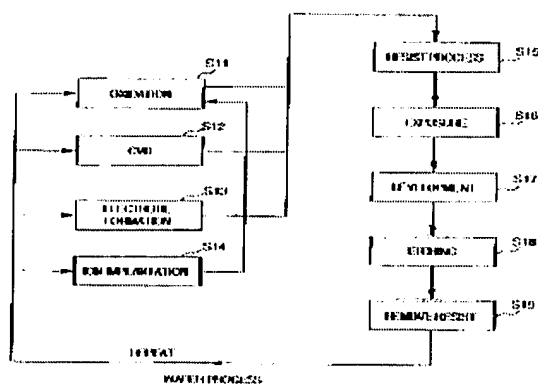 S11
OXIDATION
S12
CVD
S13
ELECTRODE
FORMATION
S14
ION IMPLANTATION
S15
RESIST PROCESS
S16
EXPOSURE
S17
DEVELOPMENT
S18
ETCHING
S19
REMOVE RESIST
REPEAT
WAFER PROCESS